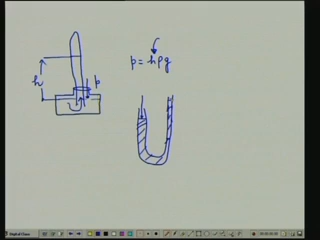 h
p
p = hρg